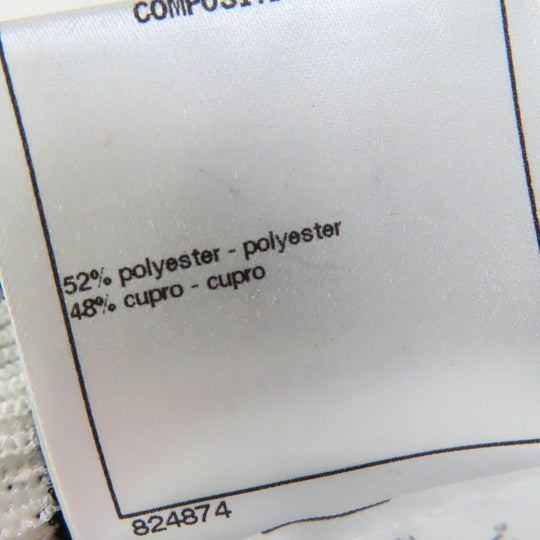 52% polyester - polyester
48% cupro - cupro
824874